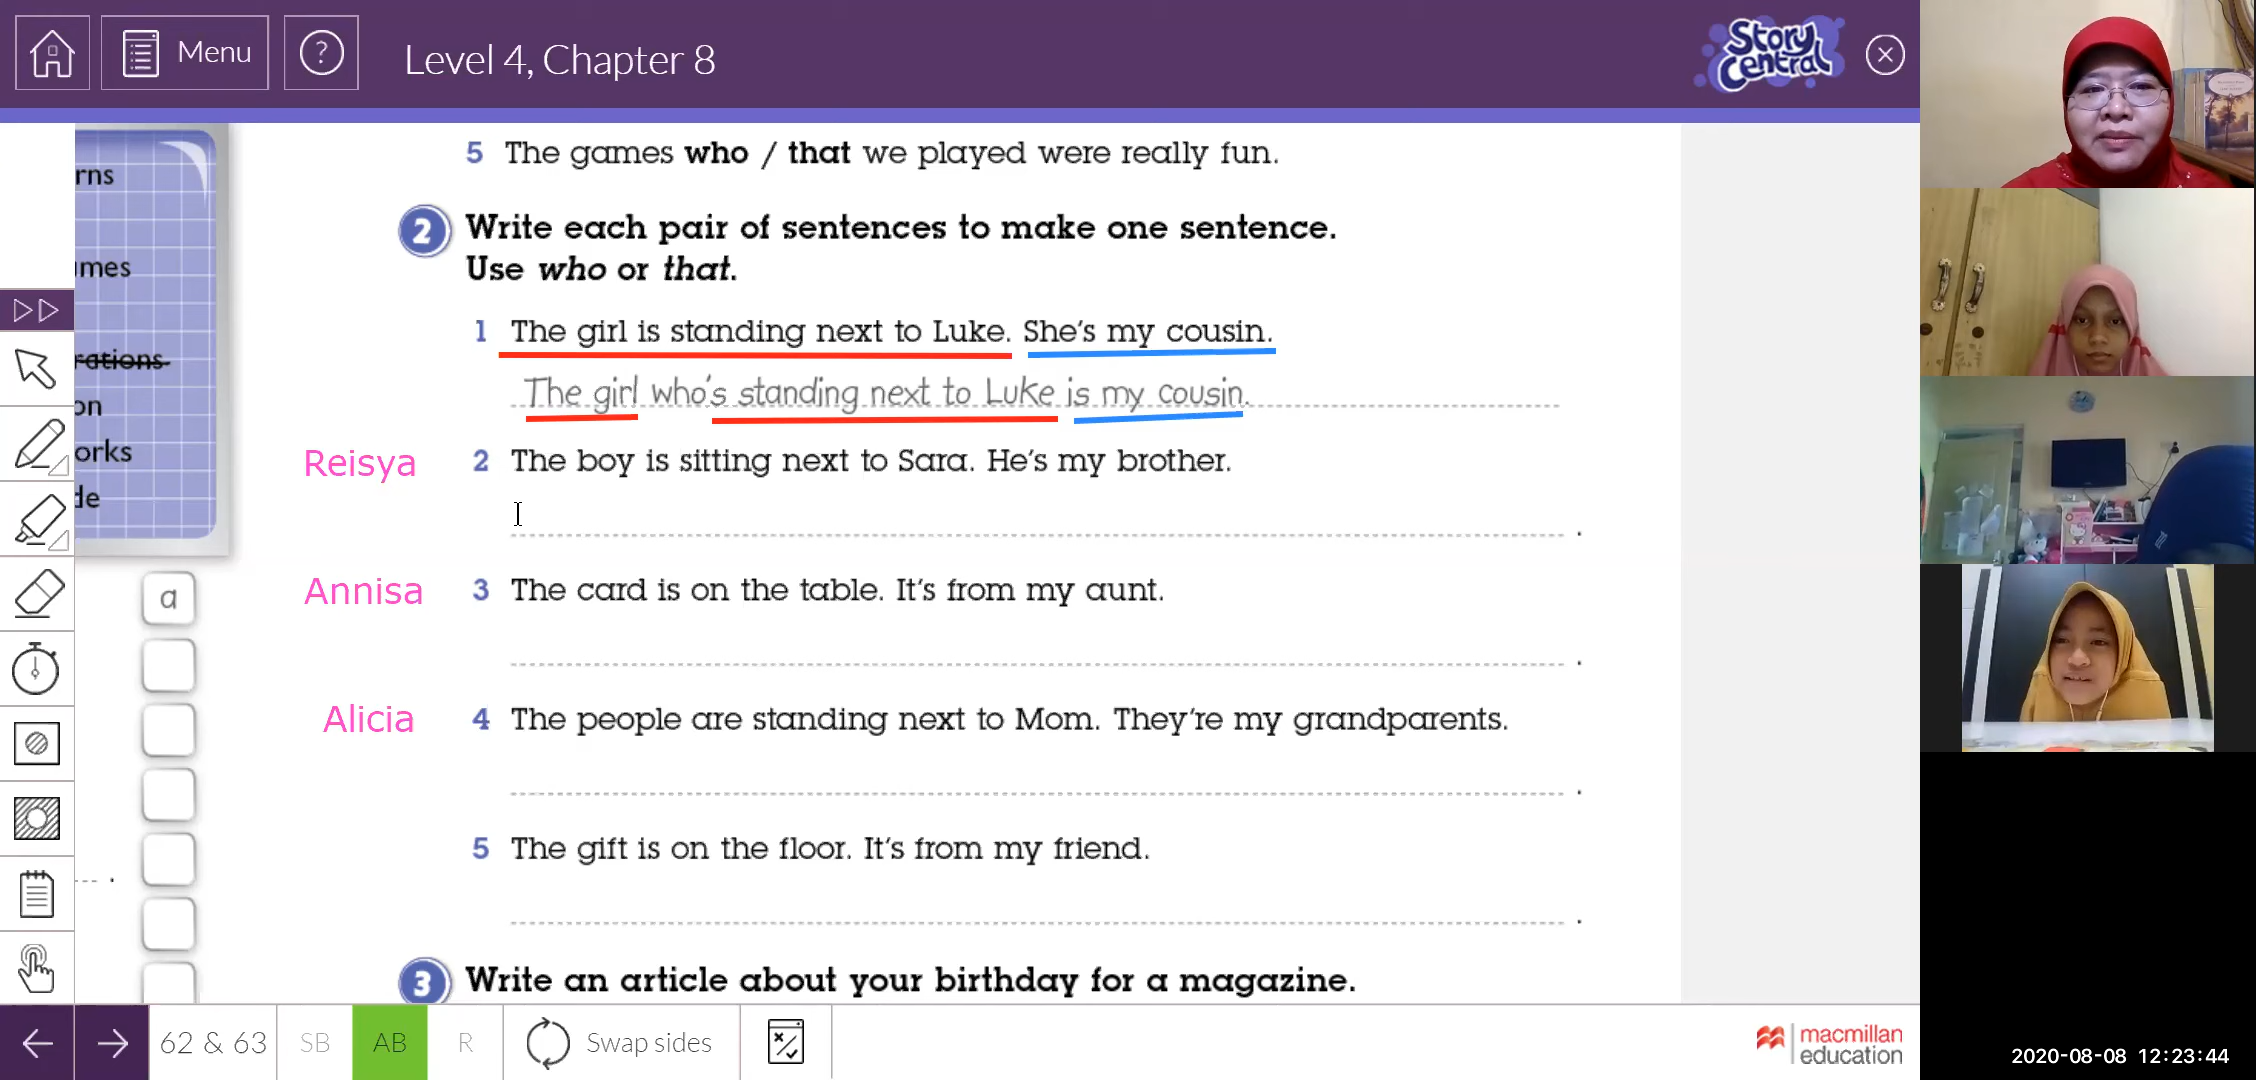 Menu
?
Level 4, Chapter 8
Story Central
rns
mes
rations
on
orks
de
a
5 The games who / that we played were really fun.
2 Write each pair of sentences to make one sentence.
Use who or that.
1 The girl is standing next to Luke. She's my cousin.
The girl who's standing next to Luke is my cousin.
Reisya
2 The boy is sitting next to Sara. He's my brother.
Annisa
3 The card is on the table. It's from my aunt.
Alicia
4 The people are standing next to Mom. They're my grandparents.
5 The gift is on the floor. It's from my friend.
3 Write an article about your birthday for a magazine.
62 & 63
SB
AB
R
Swap sides
macmillan
education
2020-08-08 12:23:44